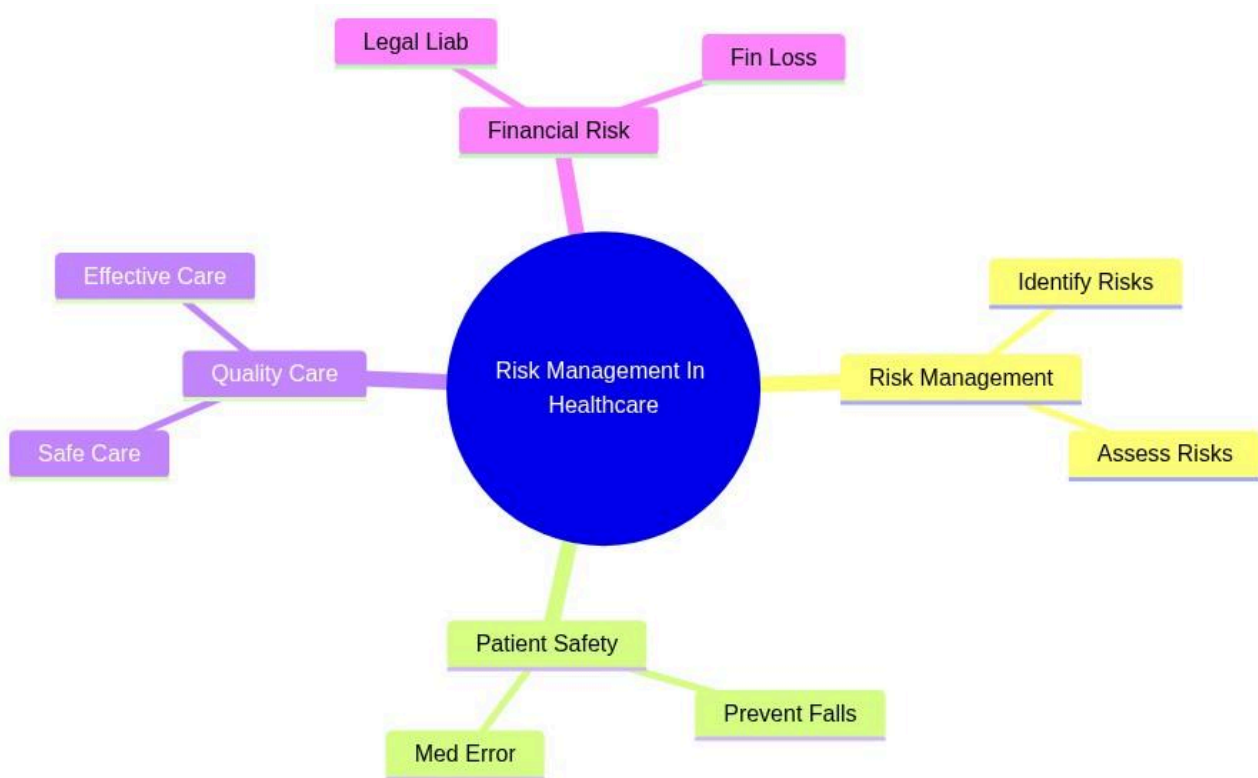 Legal Liab
Fin Loss
Financial Risk
Effective Care
Identify Risks
Quality Care
Risk Management In
Healthcare
Risk Management
Safe Care
Assess Risks
Patient Safety
Prevent Falls
Med Error